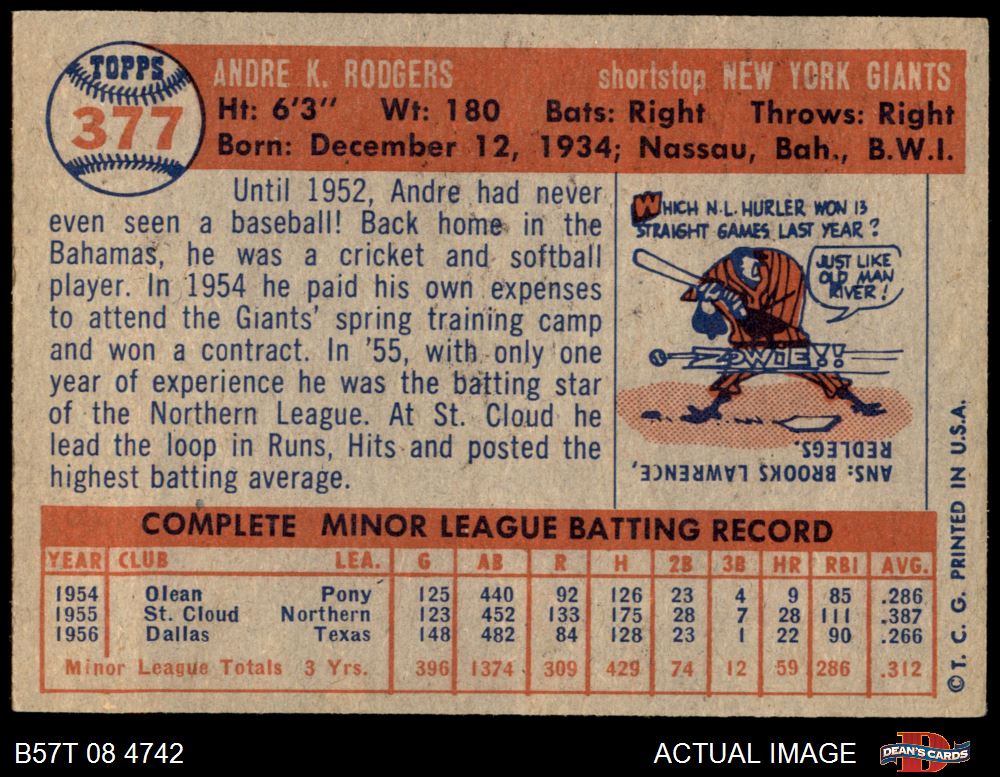 TOPPS
377
ANDRE K. RODGERS shortstop NEW YORK GIANTS
Ht: 6'3" Wt: 180 Bats: Right Throws: Right
Born: December 12, 1934; Nassau, Bah., B.W.I.
Until 1952, Andre had never
even seen a baseball! Back home in the
Bahamas, he was a cricket and softball
player. In 1954 he paid his own expenses
to attend the Giants' spring training camp
and won a contract. In '55, with only one
year of experience he was the batting star
of the Northern League. At St. Cloud he
lead the loop in Runs, Hits and posted the
highest batting average.
WHICH N.L. HURLER WON 13
STRAIGHT GAMES LAST YEAR?
JUST LIKE
OLD MAN
RIVER!
ZOWIE!!
ANS: BROOKS LAWRENCE,
REDLEGS.
COMPLETE MINOR LEAGUE BATTING RECORD
YEAR CLUB LEA. G AB R H 2B 3B HR RBI AVG.
1954 Olean Pony 125 440 92 126 23 4 9 85 .286
1955 St. Cloud Northern 123 452 133 175 28 7 28 111 .387
1956 Dallas Texas 148 482 84 128 23 1 22 90 .266
Minor League Totals 3 Yrs. 396 1374 309 429 74 12 59 286 .312
© T. C. G. PRINTED IN U.S.A.
B57T 08 4742 ACTUAL IMAGE DEAN'S CARDS